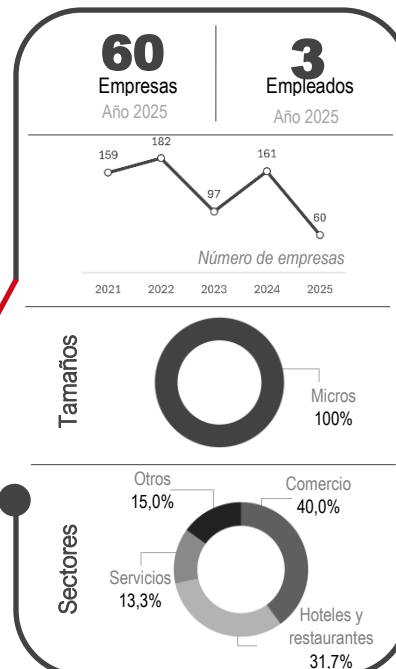 60
Empresas
Año 2025
3
Empleados
Año 2025
159
182
97
161
60
Número de empresas
2021 2022 2023 2024 2025
Tamaños
Micros
100%
Sectores
Otros
15,0%
Comercio
40,0%
Servicios
13,3%
Hoteles y
restaurantes
31,7%